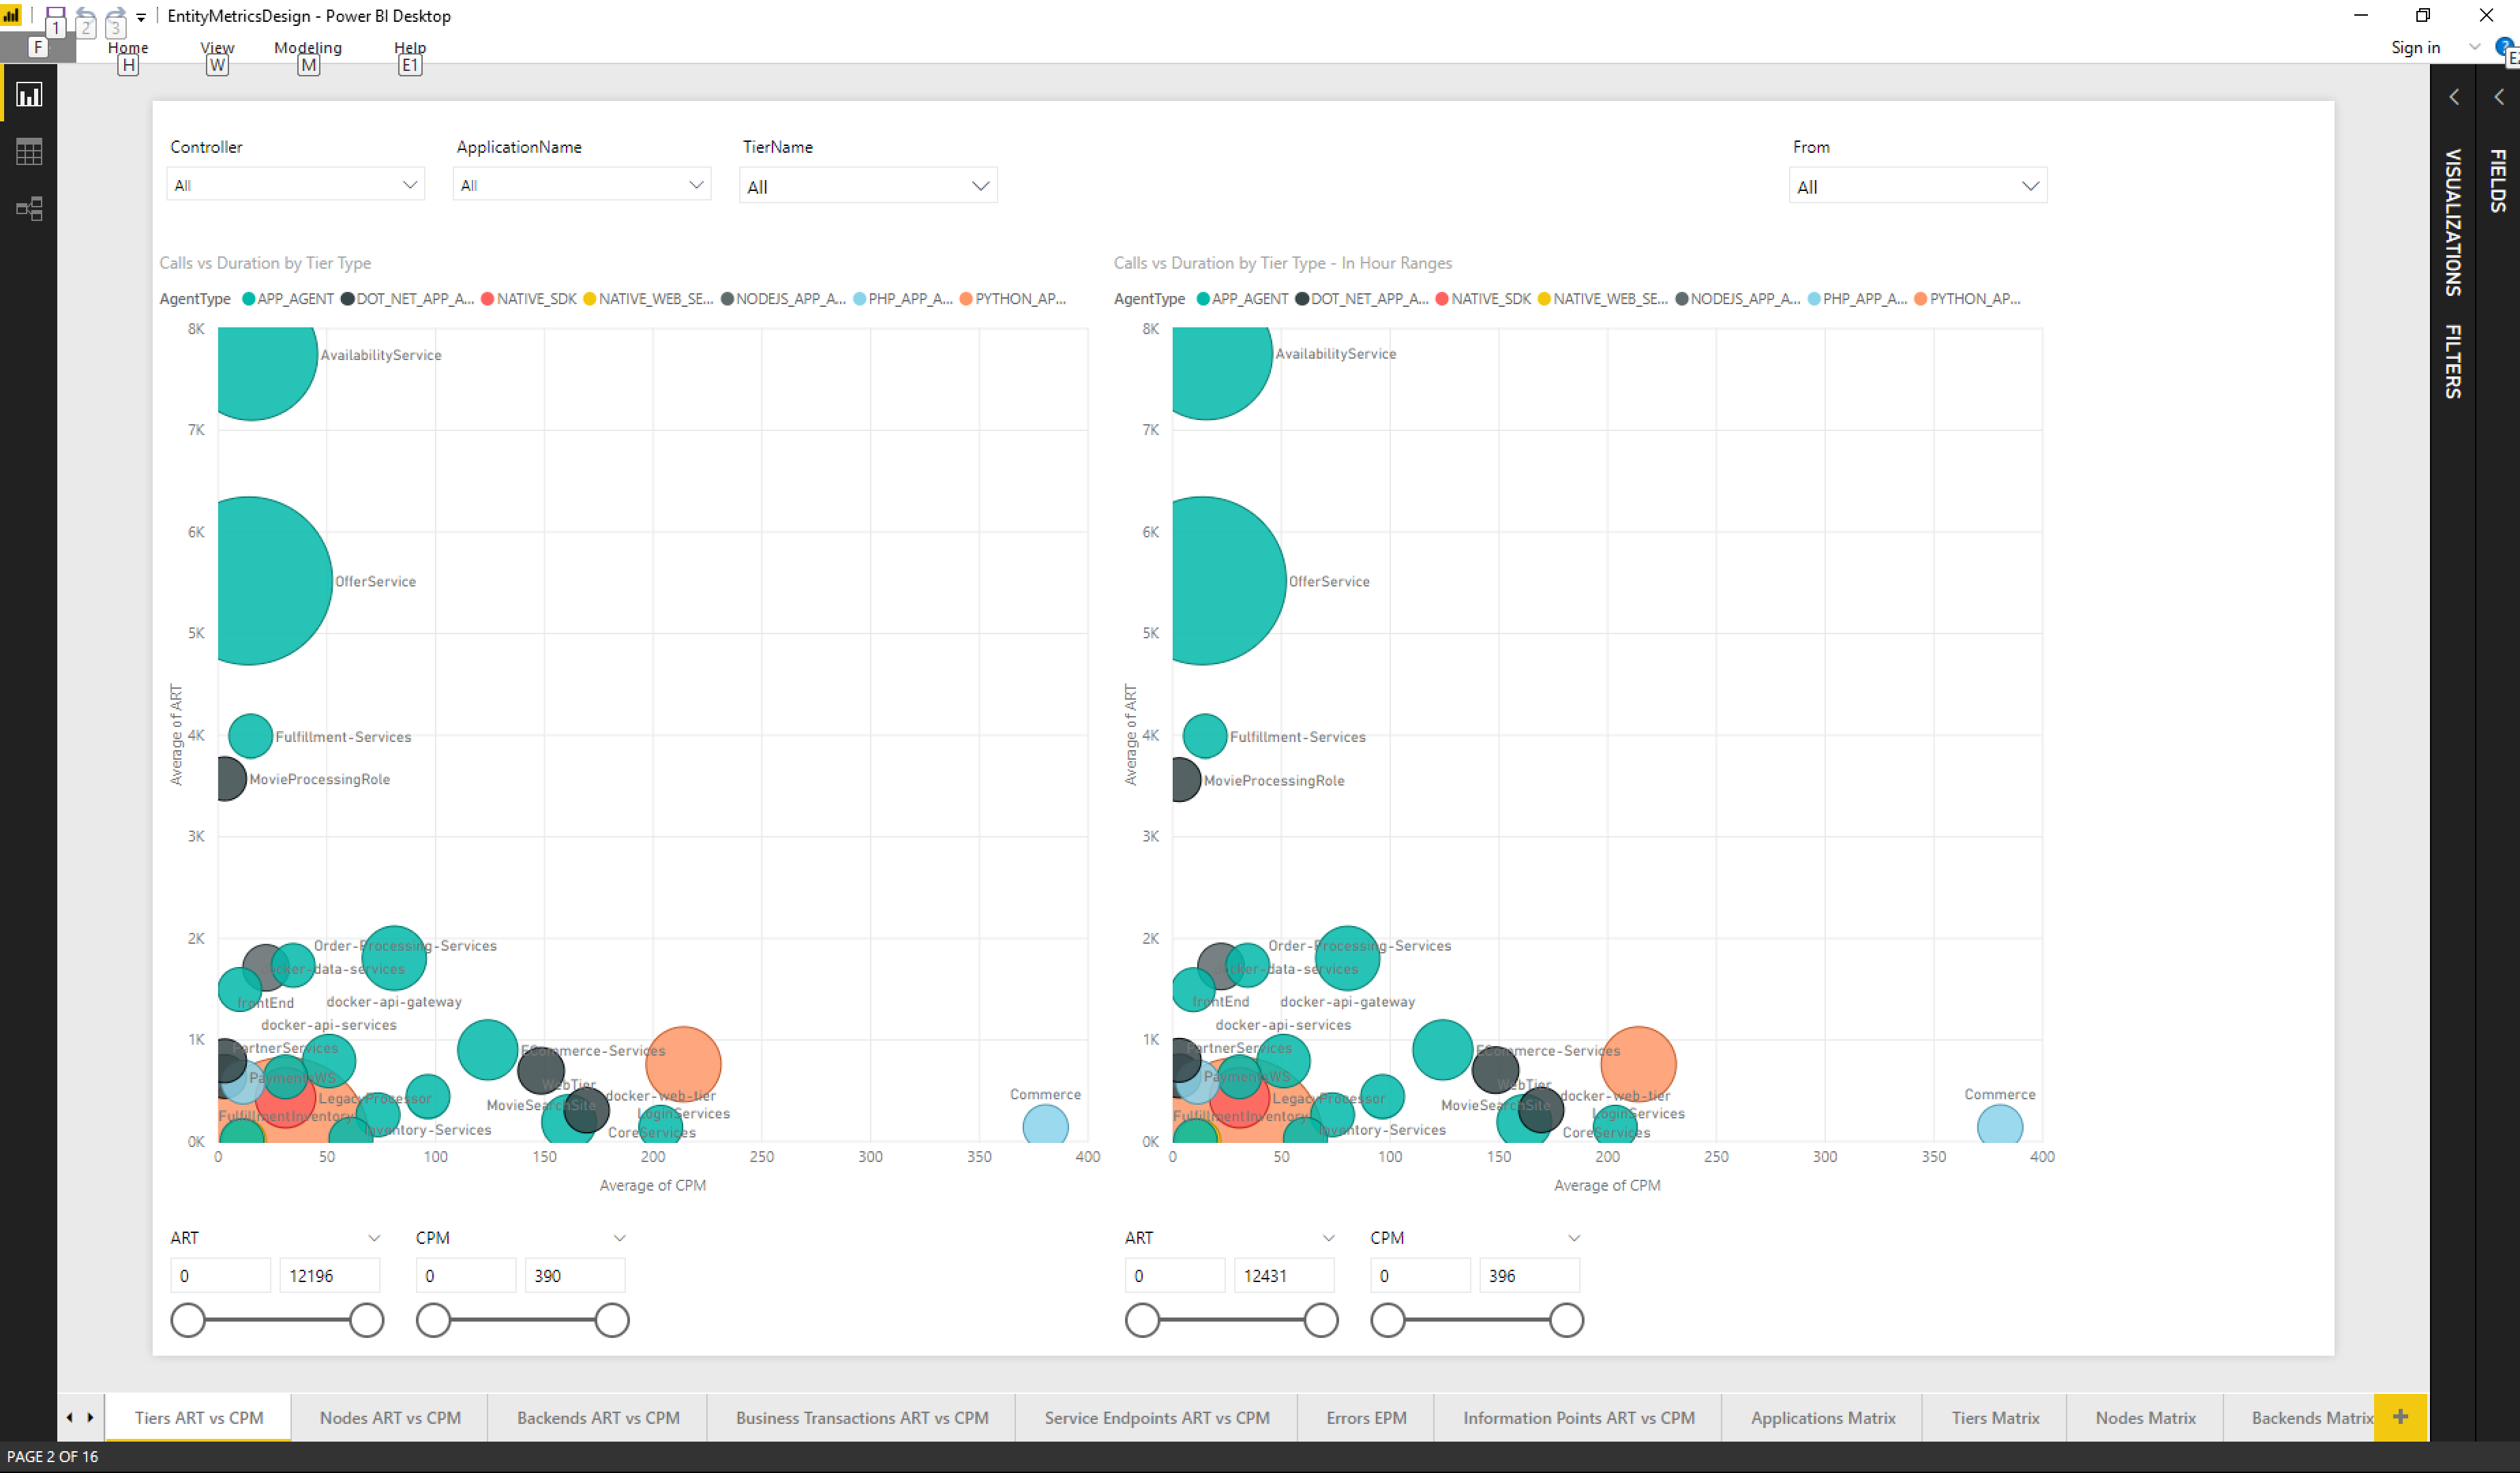 EntityMetricsDesign - Power BI Desktop
1 2 3
F Home View Modeling Help Sign in ?
H W M E1
Controller ApplicationName TierName From
All All All All
VISUALIZATIONS
FILTERS
FIELDS
Calls vs Duration by Tier Type
AgentType APP_AGENT DOT_NET_APP_A... NATIVE_SDK NATIVE_WEB_SE... NODEJS_APP_A... PHP_APP_A... PYTHON_AP...
8K
AvailabilityService
7K
6K
OfferService
5K
Average of ART
4K
Fulfillment-Services
MovieProcessingRole
3K
2K
Order-Processing-Services
docker-data-services
frontEnd
docker-api-gateway
docker-api-services
1K
PartnerServices
ECommerce-Services
PaymentsWS
WebTier
LegacyProcessor
MovieSearchSite
docker-web-tier
Commerce
FulfillmentInventory
LoginServices
Inventory-Services
CoreServices
0K
0 50 100 150 200 250 300 350 400
Average of CPM
ART CPM
0 12196 0 390
Calls vs Duration by Tier Type - In Hour Ranges
AgentType APP_AGENT DOT_NET_APP_A... NATIVE_SDK NATIVE_WEB_SE... NODEJS_APP_A... PHP_APP_A... PYTHON_AP...
8K
AvailabilityService
7K
6K
OfferService
5K
Average of ART
4K
Fulfillment-Services
MovieProcessingRole
3K
2K
Order-Processing-Services
docker-data-services
frontEnd
docker-api-gateway
docker-api-services
1K
PartnerServices
ECommerce-Services
PaymentsWS
WebTier
LegacyProcessor
MovieSearchSite
docker-web-tier
Commerce
FulfillmentInventory
LoginServices
Inventory-Services
CoreServices
0K
0 50 100 150 200 250 300 350 400
Average of CPM
ART CPM
0 12431 0 396
Tiers ART vs CPM Nodes ART vs CPM Backends ART vs CPM Business Transactions ART vs CPM Service Endpoints ART vs CPM Errors EPM Information Points ART vs CPM Applications Matrix Tiers Matrix Nodes Matrix Backends Matrix +
PAGE 2 OF 16